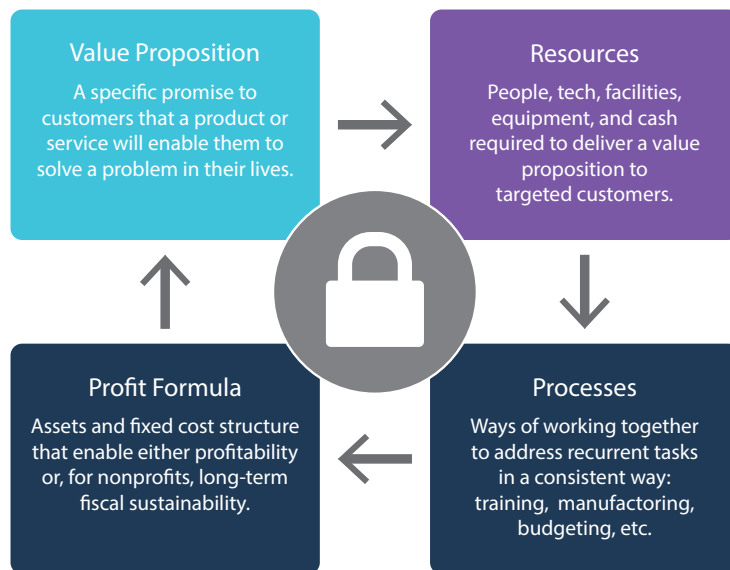 Value Proposition
A specific promise to
customers that a product or
service will enable them to
solve a problem in their lives.
Resources
People, tech, facilities,
equipment, and cash
required to deliver a value
proposition to
targeted customers.
Profit Formula
Assets and fixed cost structure
that enable either profitability
or, for nonprofits, long-term
fiscal sustainability.
Processes
Ways of working together
to address recurrent tasks
in a consistent way:
training, manufactoring,
budgeting, etc.